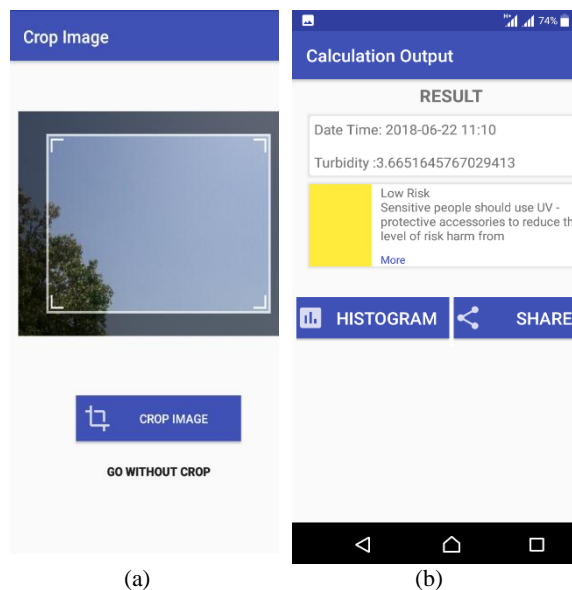 Crop Image
CROP IMAGE
GO WITHOUT CROP
(a)
H+ 74%
Calculation Output
RESULT
Date Time: 2018-06-22 11:10
Turbidity :3.6651645767029413
Low Risk
Sensitive people should use UV -
protective accessories to reduce th
level of risk harm from
More
HISTOGRAM
SHARE
(b)